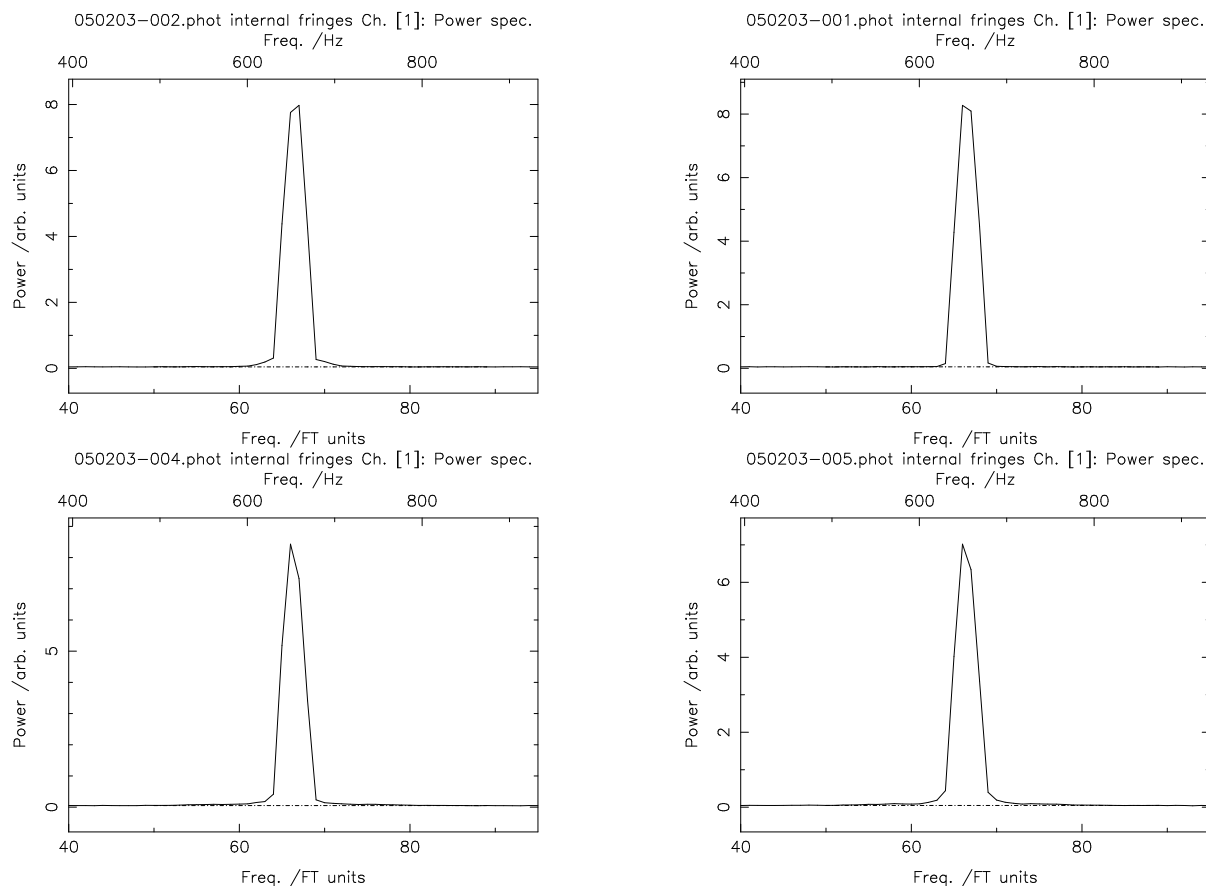 050203-002.phot internal fringes Ch. [1]: Power spec.
Freq. /Hz
400 600 800
Power /arb. units
8
6
4
2
0
40 60 80
Freq. /FT units
050203-001.phot internal fringes Ch. [1]: Power spec.
Freq. /Hz
400 600 800
Power /arb. units
8
6
4
2
0
40 60 80
Freq. /FT units
050203-004.phot internal fringes Ch. [1]: Power spec.
Freq. /Hz
400 600 800
Power /arb. units
5
0
40 60 80
Freq. /FT units
050203-005.phot internal fringes Ch. [1]: Power spec.
Freq. /Hz
400 600 800
Power /arb. units
6
4
2
0
40 60 80
Freq. /FT units